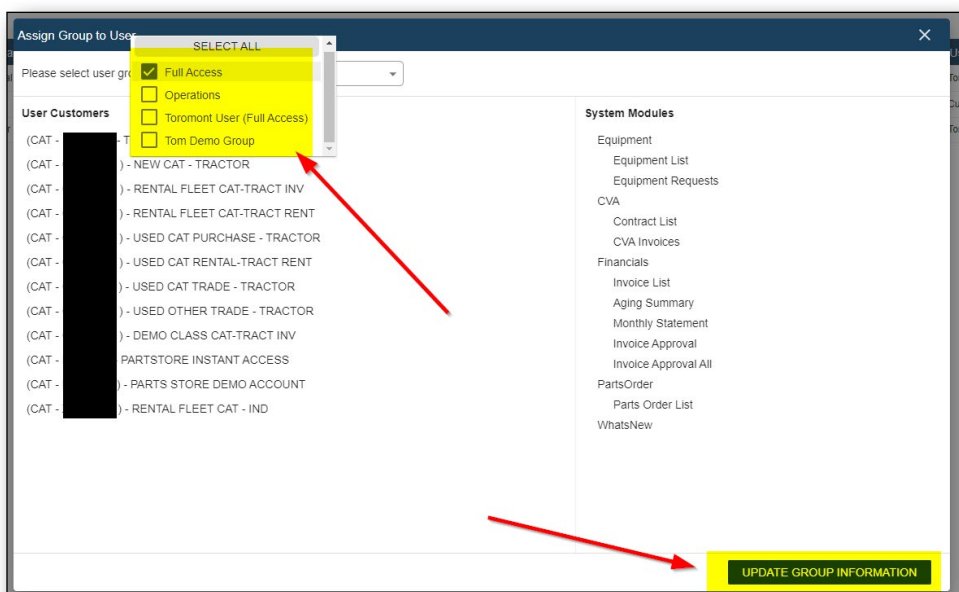 Assign Group to User
SELECT ALL
Please select user gro
Full Access
Operations
Toromont User (Full Access)
Tom Demo Group
User Customers
(CAT - - T
(CAT - ) - NEW CAT - TRACTOR
(CAT - ) - RENTAL FLEET CAT-TRACT INV
(CAT - ) - RENTAL FLEET CAT-TRACT RENT
(CAT - ) - USED CAT PURCHASE - TRACTOR
(CAT - ) - USED CAT RENTAL-TRACT RENT
(CAT - ) - USED CAT TRADE - TRACTOR
(CAT - ) - USED OTHER TRADE - TRACTOR
(CAT - ) - DEMO CLASS CAT-TRACT INV
(CAT - PARTSTORE INSTANT ACCESS
(CAT - ) - PARTS STORE DEMO ACCOUNT
(CAT - ) - RENTAL FLEET CAT - IND
System Modules
Equipment
Equipment List
Equipment Requests
CVA
Contract List
CVA Invoices
Financials
Invoice List
Aging Summary
Monthly Statement
Invoice Approval
Invoice Approval All
PartsOrder
Parts Order List
WhatsNew
UPDATE GROUP INFORMATION